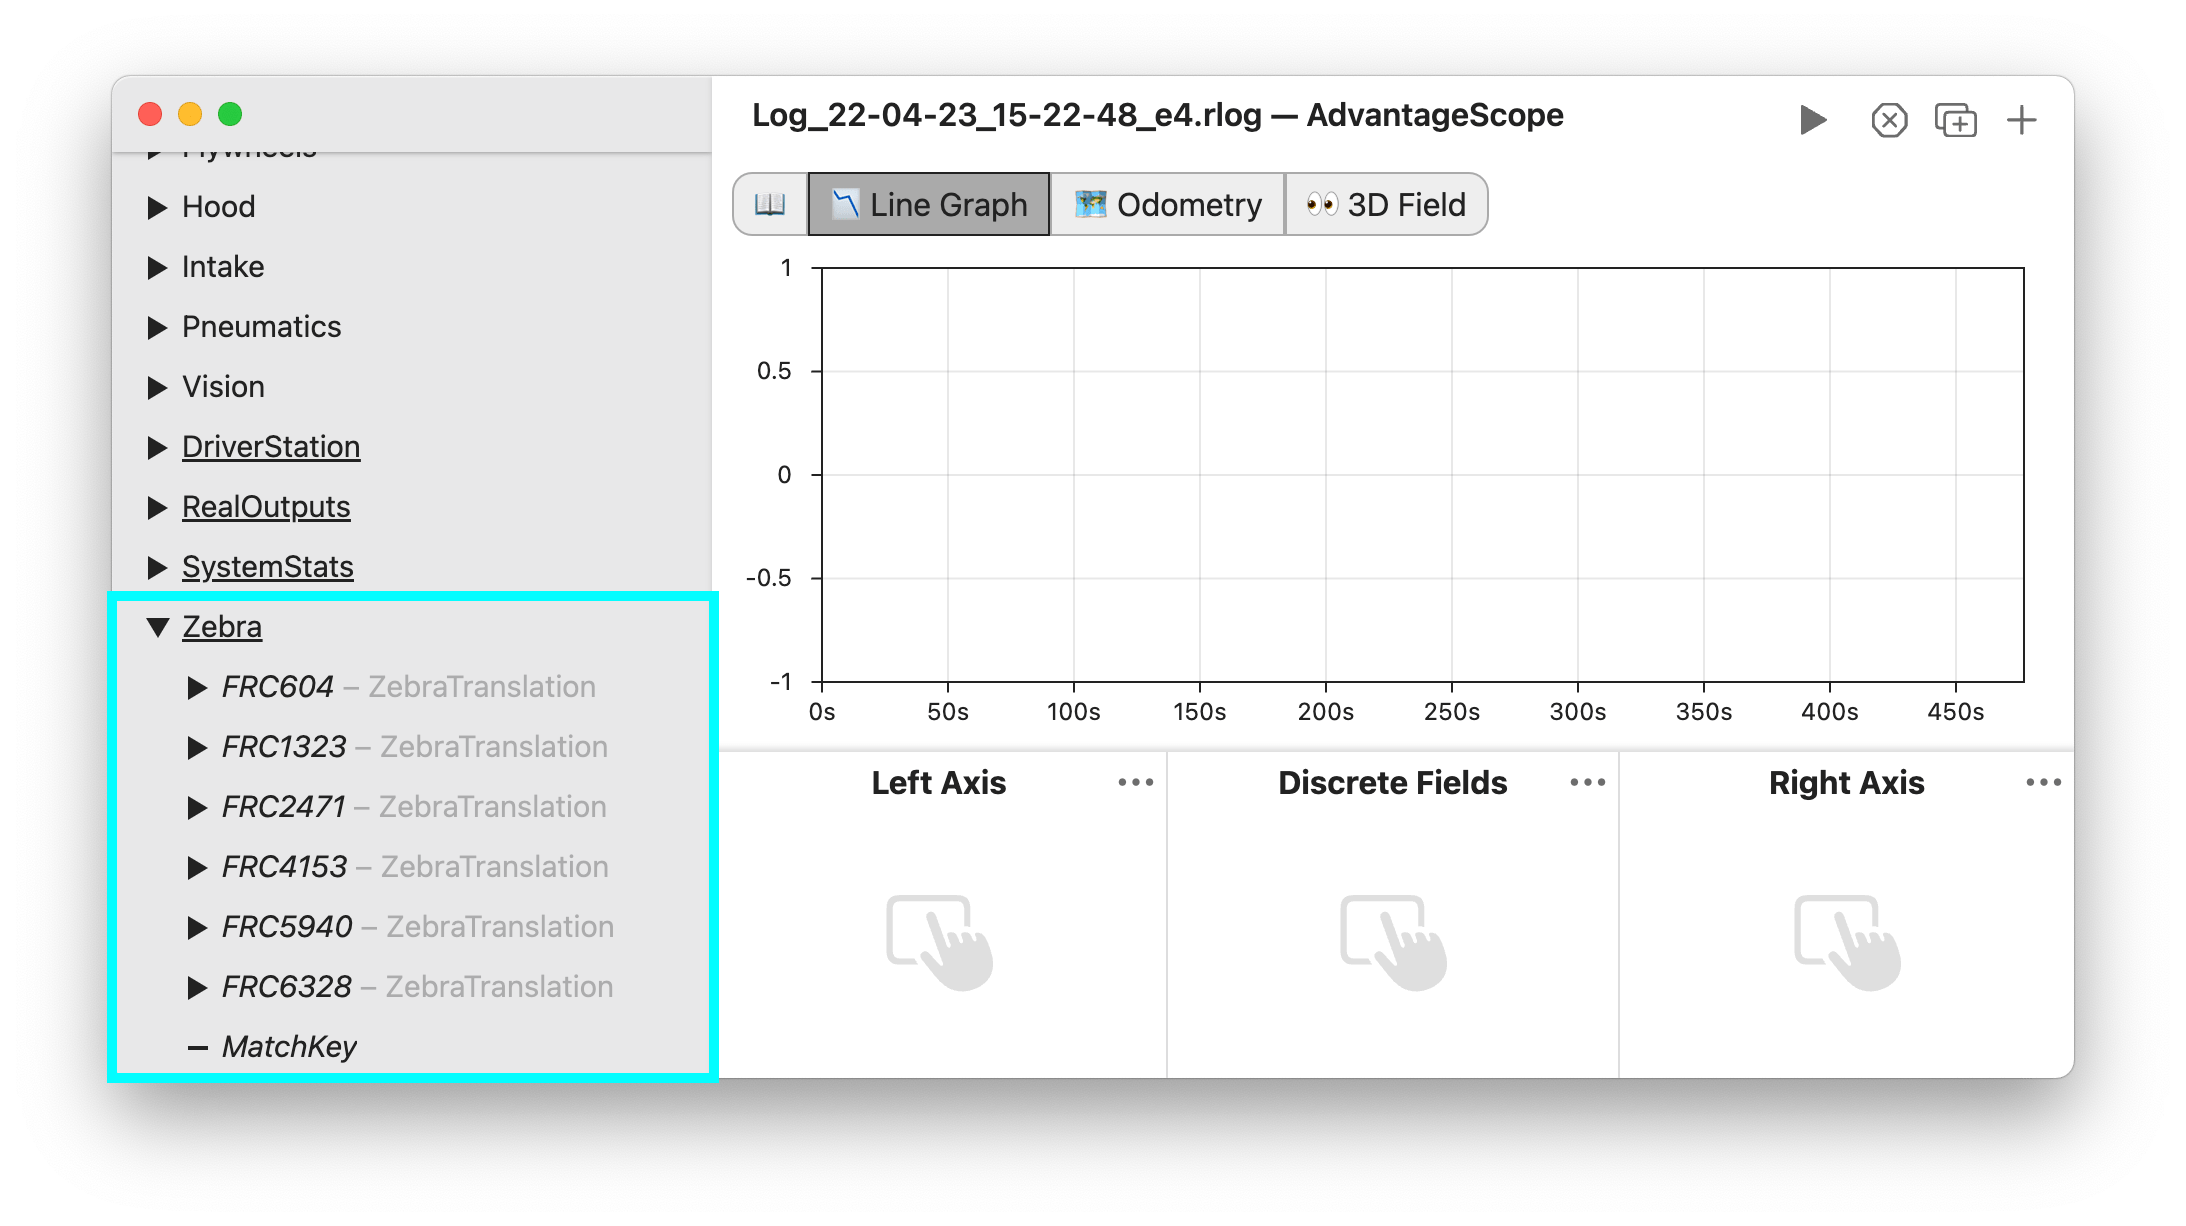 Log_22-04-23_15-22-48_e4.rlog — AdvantageScope
Flywheels
Hood
Intake
Pneumatics
Vision
DriverStation
RealOutputs
SystemStats
Zebra
FRC604 – ZebraTranslation
FRC1323 – ZebraTranslation
FRC2471 – ZebraTranslation
FRC4153 – ZebraTranslation
FRC5940 – ZebraTranslation
FRC6328 – ZebraTranslation
MatchKey
Line Graph
Odometry
3D Field
1
0.5
0
-0.5
-1
0s 50s 100s 150s 200s 250s 300s 350s 400s 450s
Left Axis
Discrete Fields
Right Axis